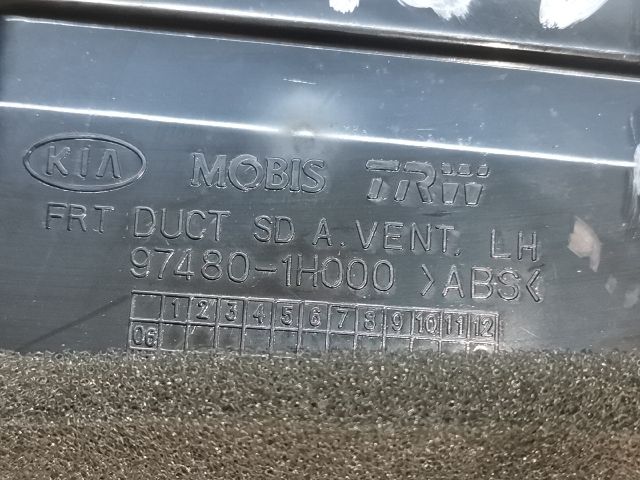 KIA MOBIS TRW
FRT DUCT SD A. VENT. LH
97480-1H000 >ABS<
1 2 3 4 5 6 7 8 9 10 11 12
06